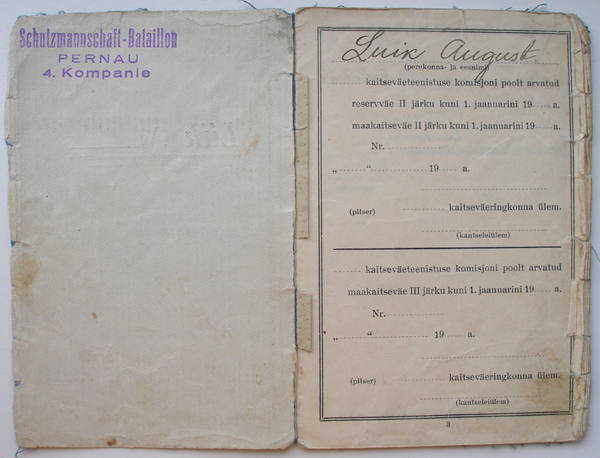 Schutzmannschaft-Bataillon
PERNAU
4. Kompanie
Luik August.
(perekonna- ja eesnimi)
........ kaitseväeteenistuse komisjoni poolt arvatud
reservväe II järku kuni 1. jaanuarini 19...... a.
maakaitseväe II järku kuni 1. jaanuarini 19...... a.
Nr. ..............
„........“ .................. 19 ...... a.
(pitser) ............ kaitseväeringkonna ülem.
(kantseleiülem)
........ kaitseväeteenistuse komisjoni poolt arvatud
maakaitseväe III järku kuni 1. jaanuarini 19...... a.
Nr. ..............
„........“ .................. 19...... a.
(pitser) ............ kaitseväeringkonna ülem.
(kantseleiülem)
3